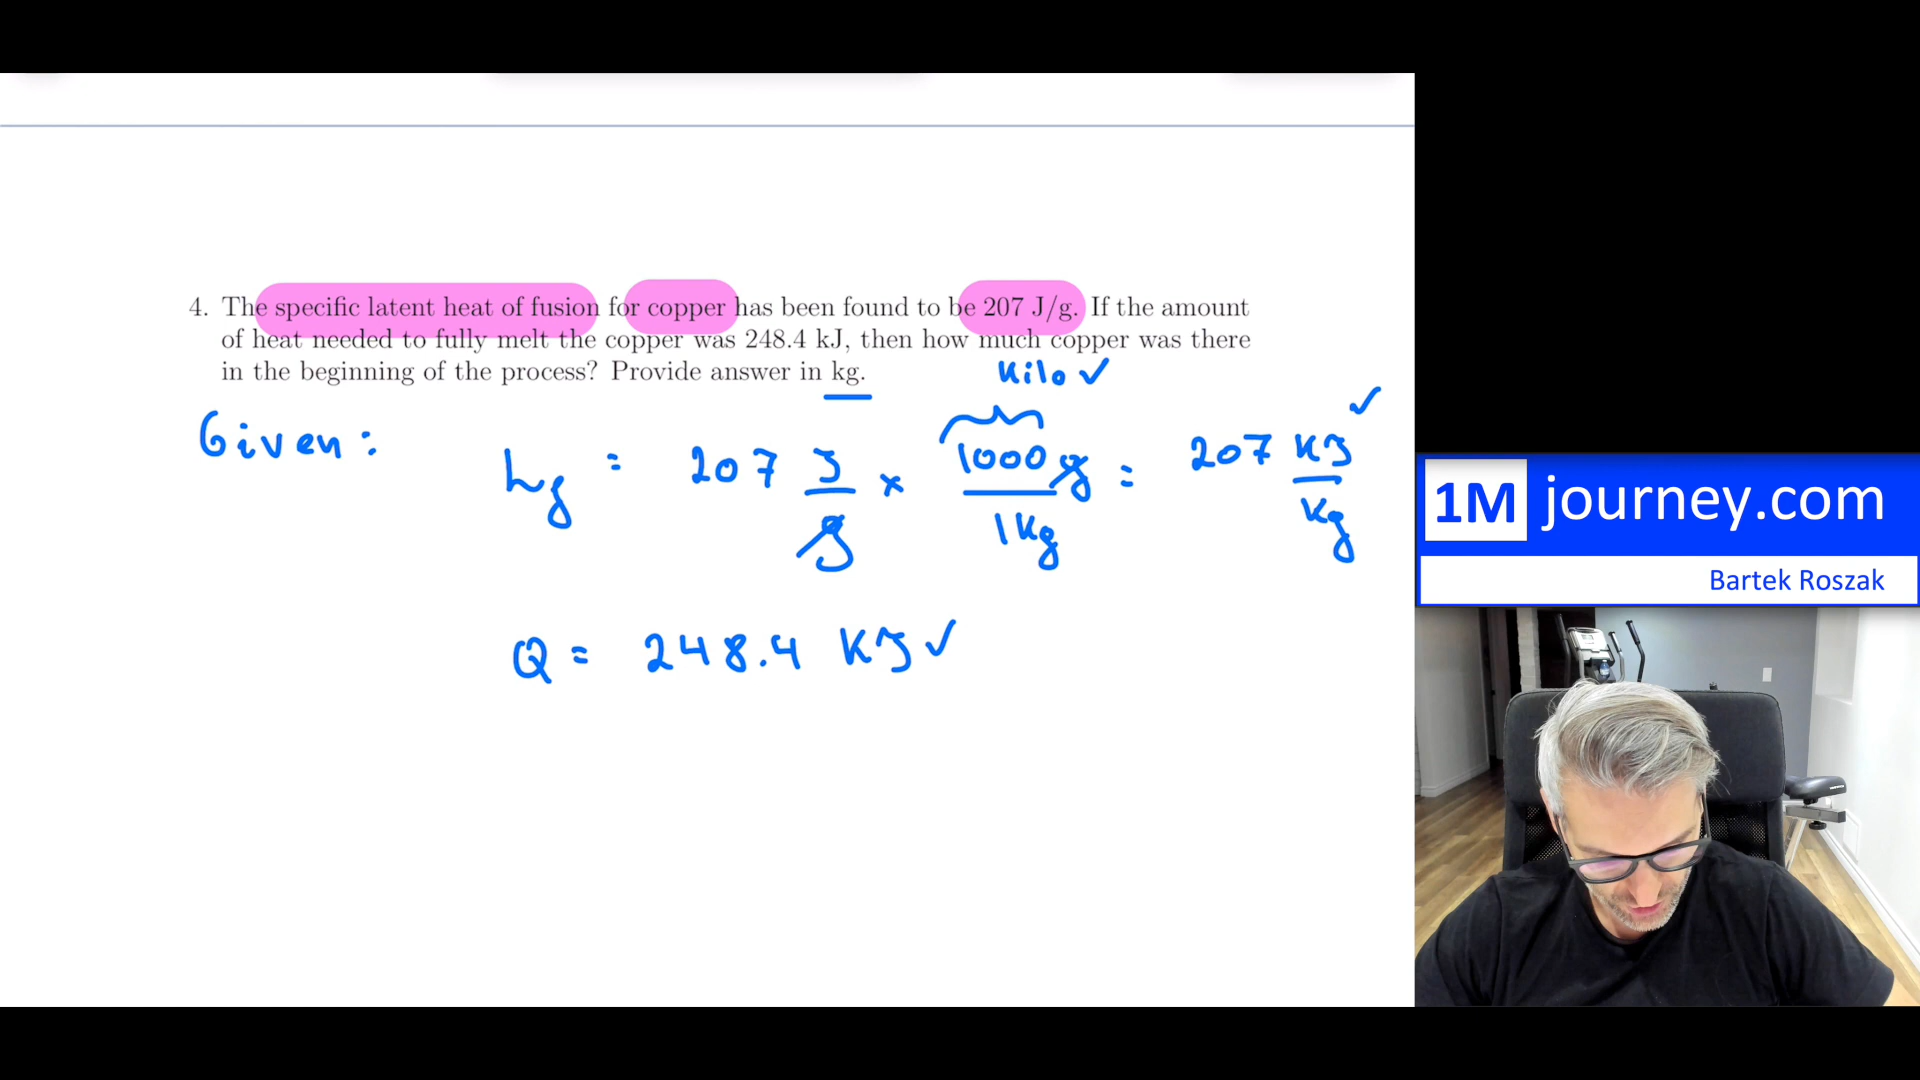 4. The specific latent heat of fusion for copper has been found to be 207 J/g. If the amount
of heat needed to fully melt the copper was 248.4 kJ, then how much copper was there
in the beginning of the process? Provide answer in kg.
Kilo ✓
Given:
Lf = 207 J/g × 1000 g/1 kg = 207 KJ/kg ✓
Q = 248.4 KJ ✓
1M journey.com
Bartek Roszak